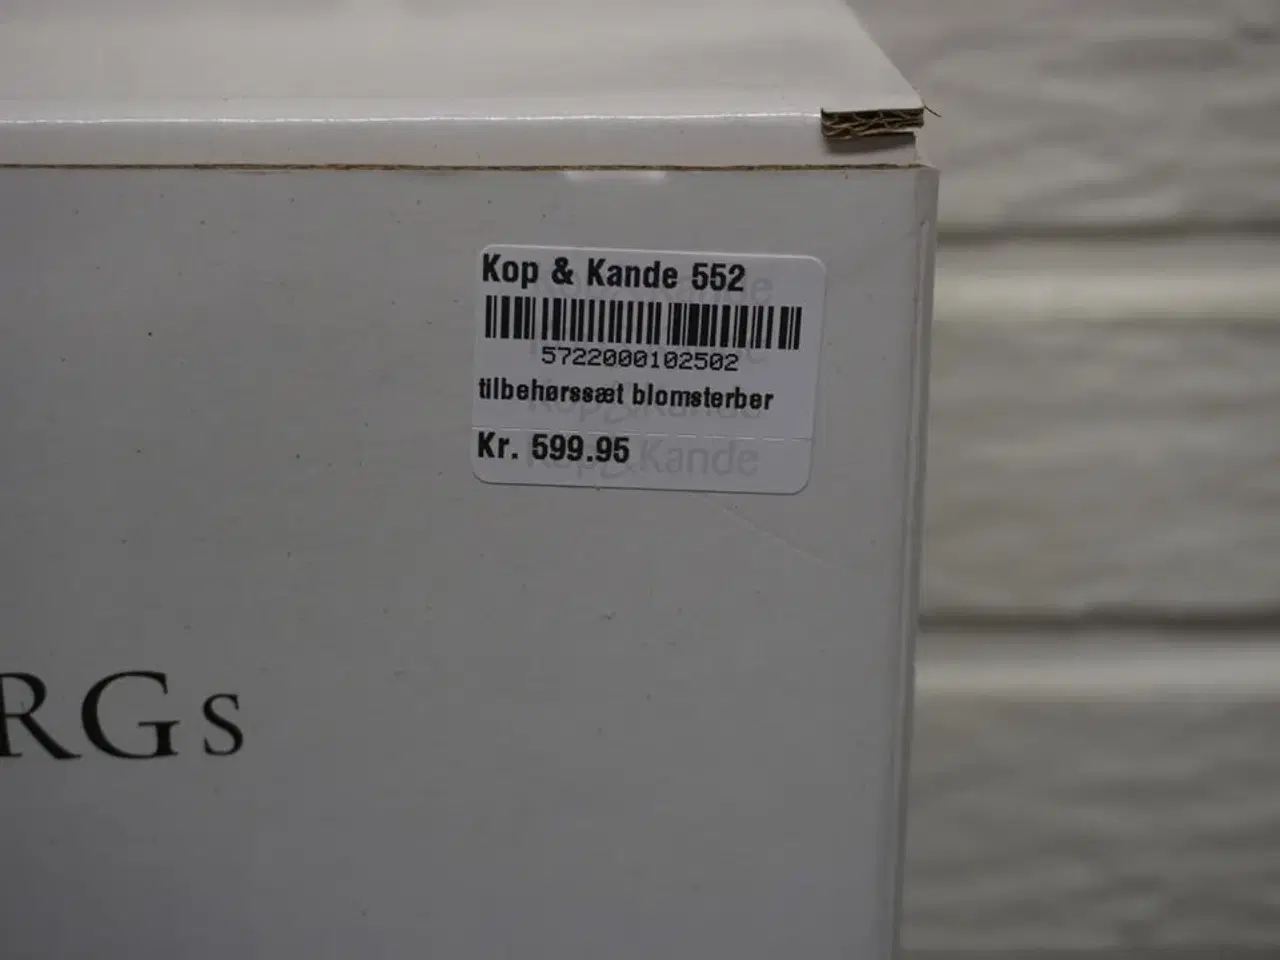 Kop & Kande 552
5722000102502
tilbehørssæt blomsterber
Kr. 599.95
RGs